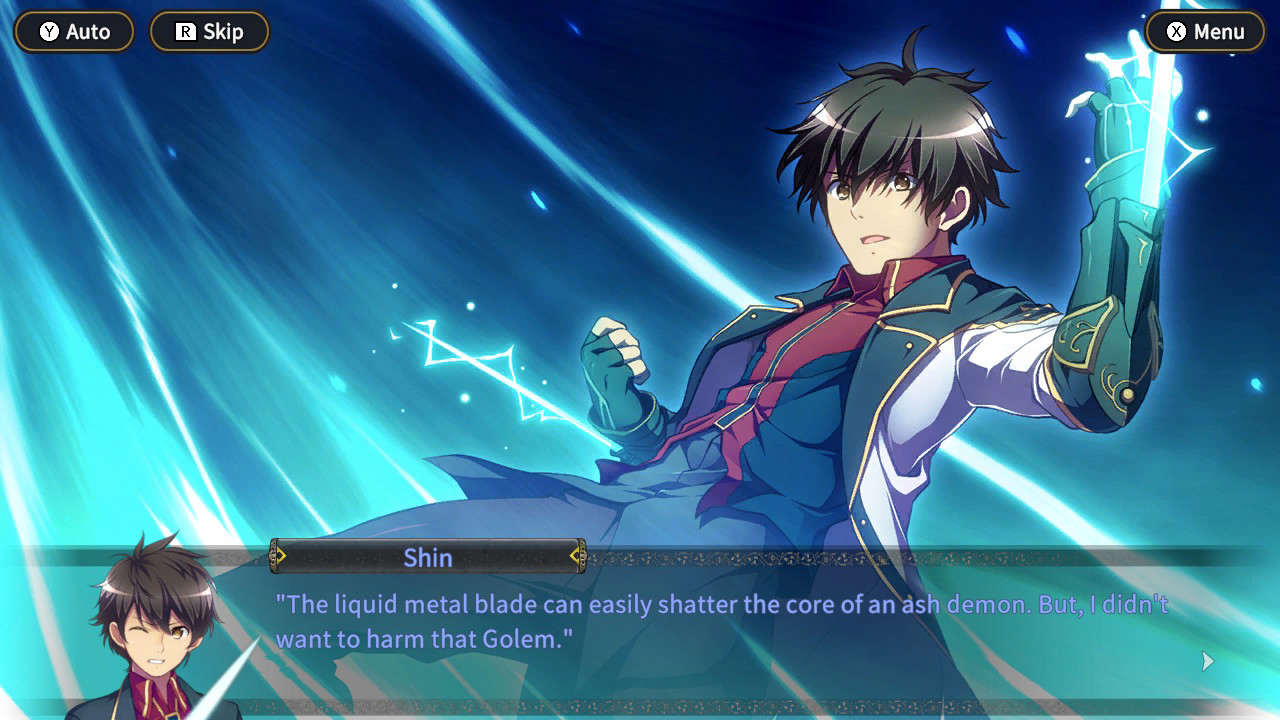 Y Auto
R Skip
X Menu
Shin
"The liquid metal blade can easily shatter the core of an ash demon. But, I didn't
want to harm that Golem."